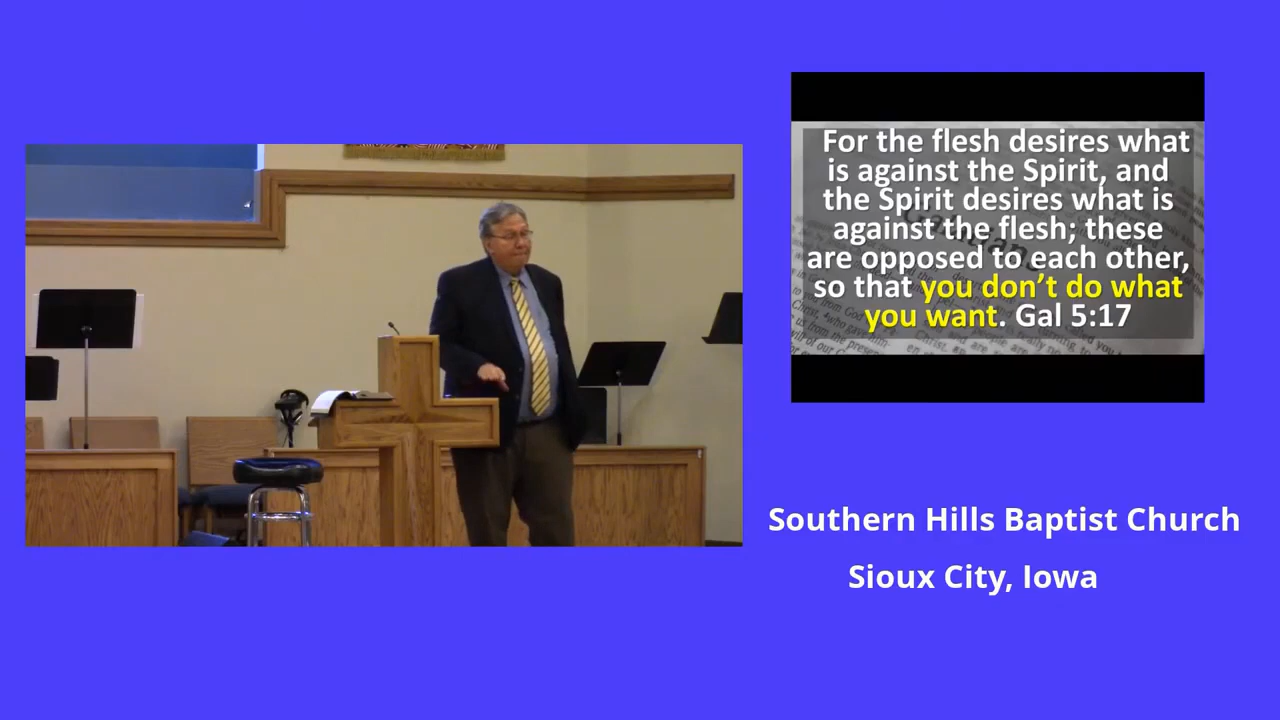 For the flesh desires what
is against the Spirit, and
the Spirit desires what is
against the flesh; these
are opposed to each other,
so that you don’t do what
you want. Gal 5:17
Southern Hills Baptist Church
Sioux City, Iowa